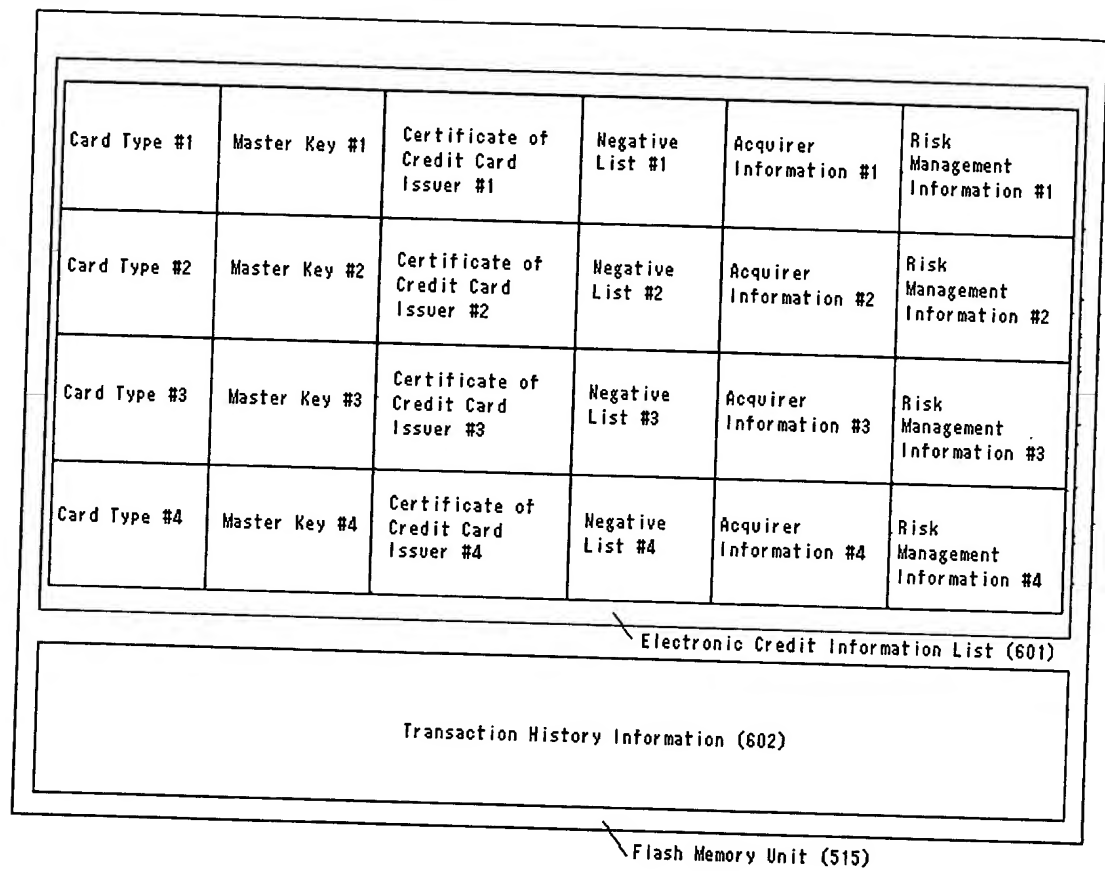 Card Type #1
Master Key #1
Certificate of
Credit Card
Issuer #1
Negative
List #1
Acquirer
Information #1
Risk
Management
Information #1
Card Type #2
Master Key #2
Certificate of
Credit Card
Issuer #2
Negative
List #2
Acquirer
Information #2
Risk
Management
Information #2
Card Type #3
Master Key #3
Certificate of
Credit Card
Issuer #3
Negative
List #3
Acquirer
Information #3
Risk
Management
Information #3
Card Type #4
Master Key #4
Certificate of
Credit Card
Issuer #4
Negative
List #4
Acquirer
Information #4
Risk
Management
Information #4
Electronic Credit Information List (601)
Transaction History Information (602)
Flash Memory Unit (515)